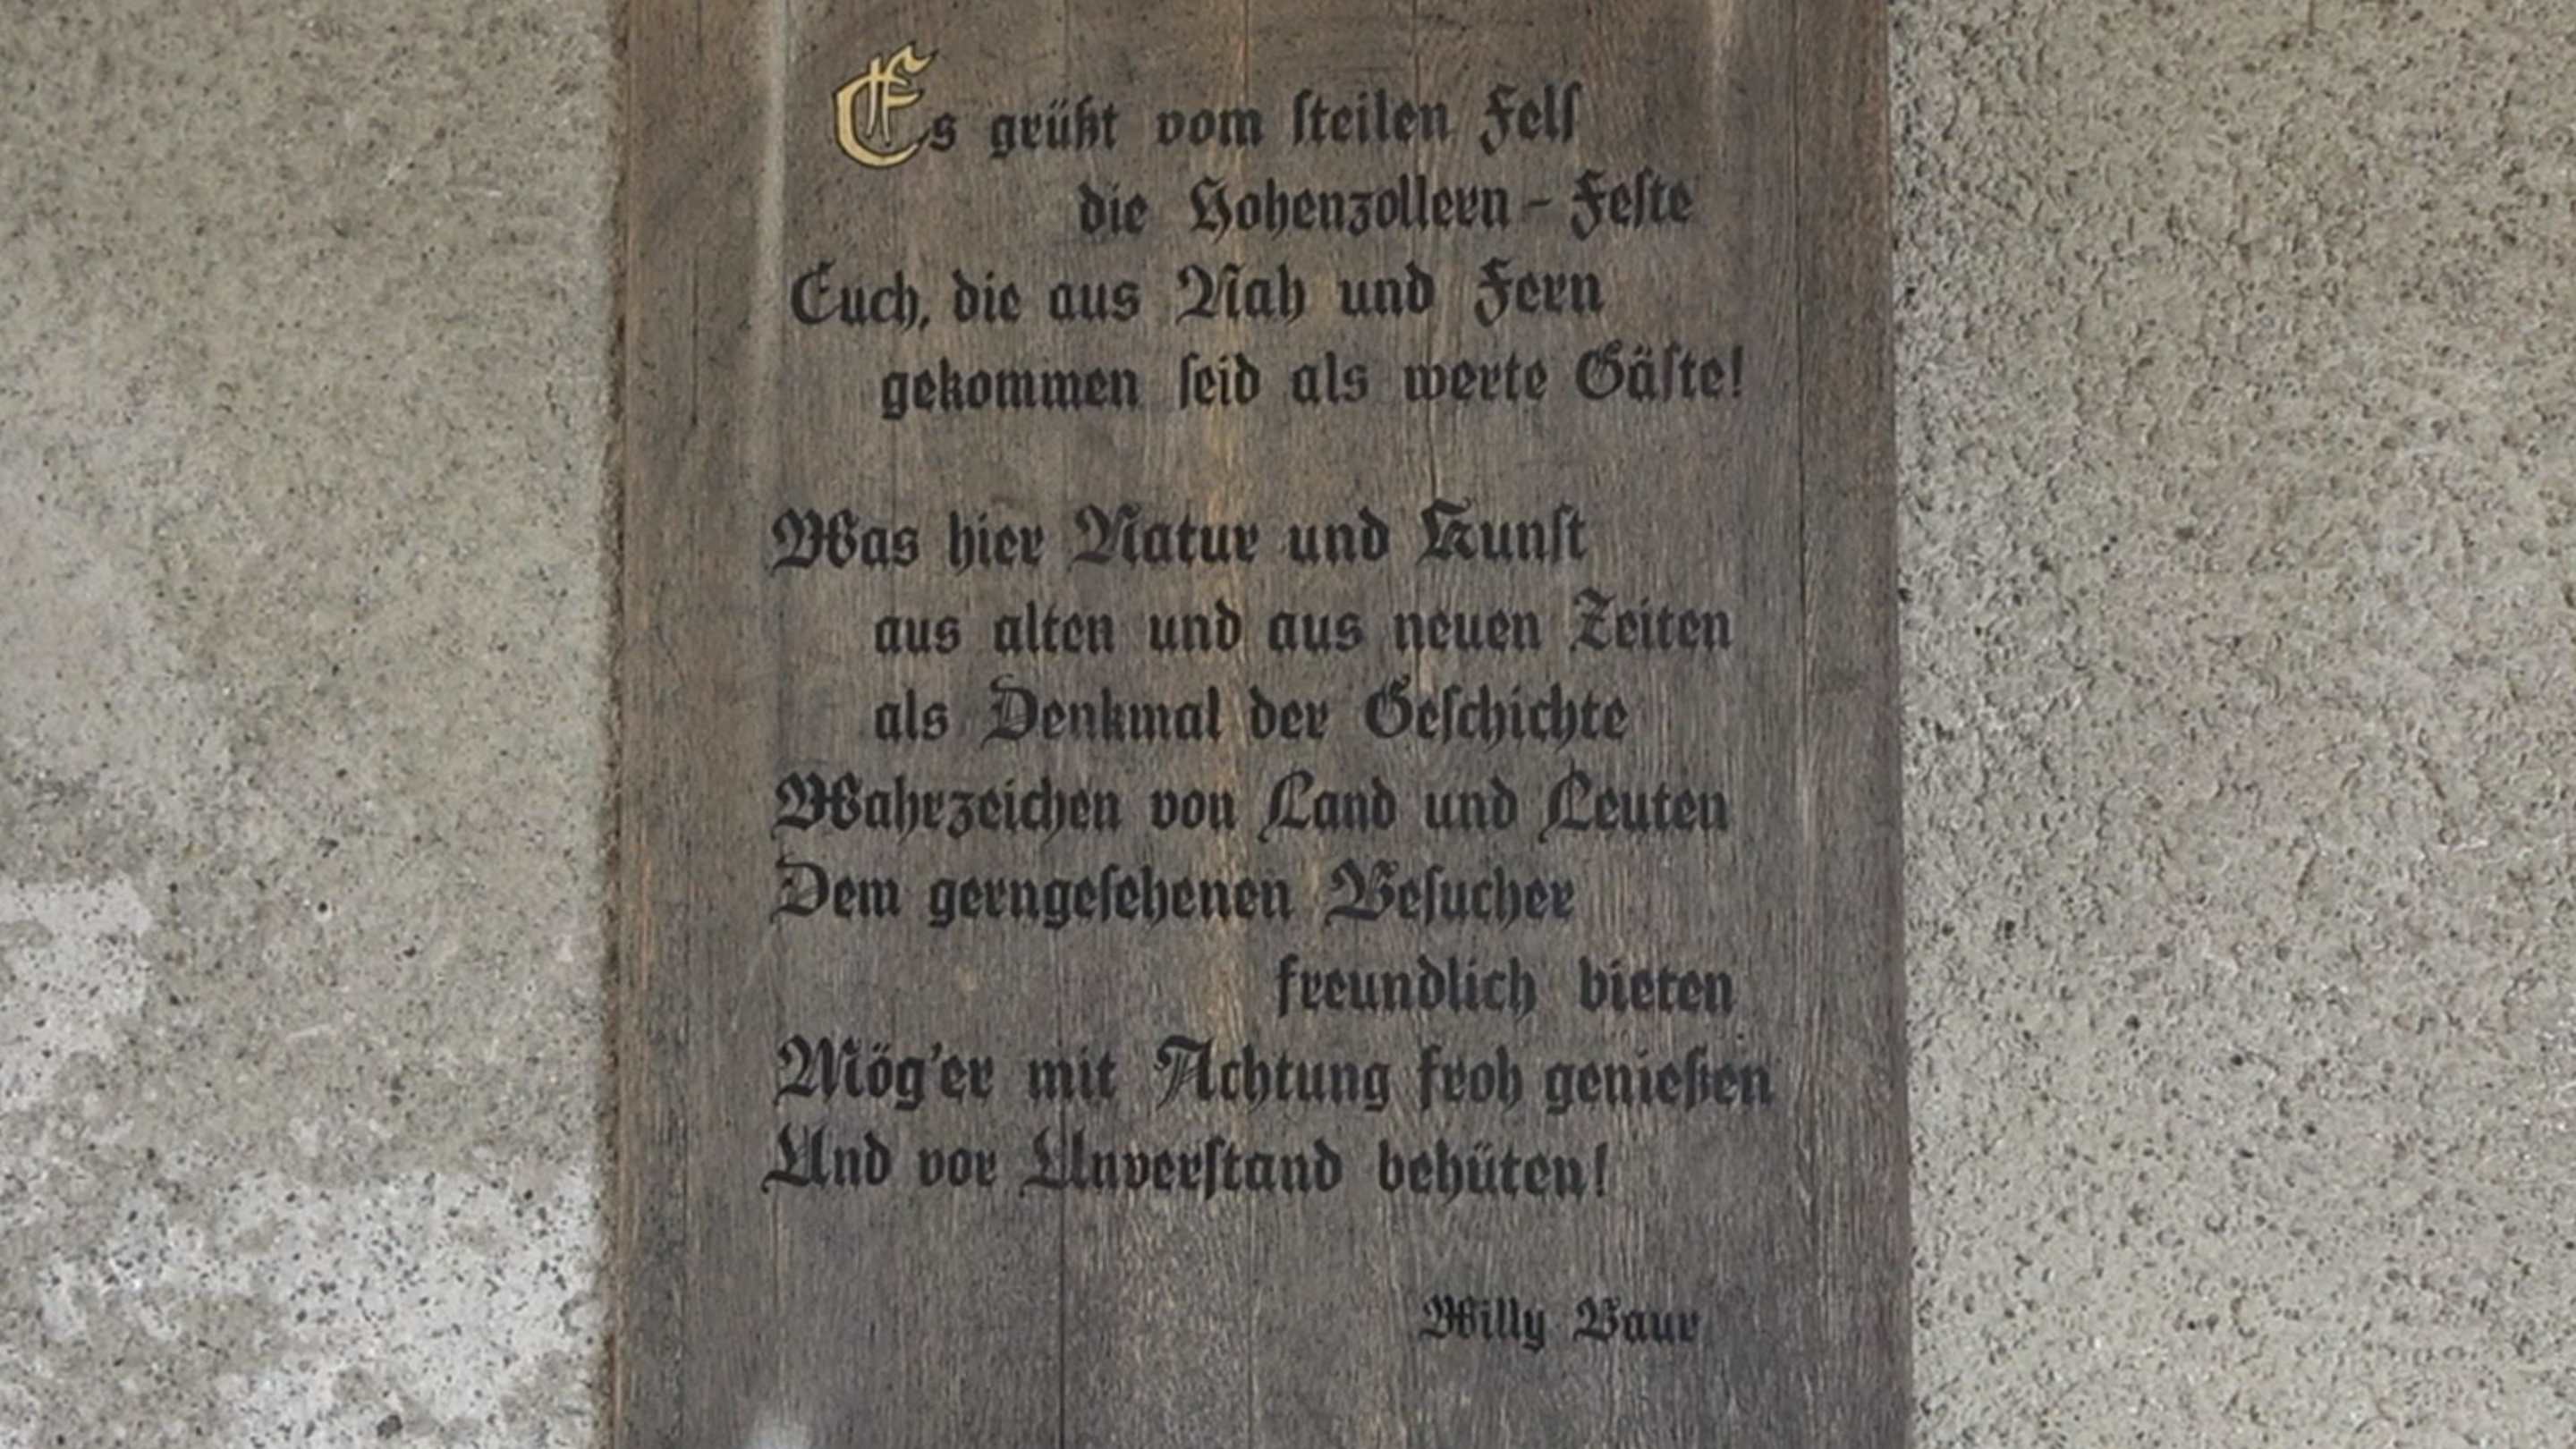 Es grüßt vom ſteilen Felſ
die Hohenzollern - Feſte
Euch, die aus Nah und Fern
gekommen ſeid als werte Gäſte!
Was hier Natur und Kunſt
aus alten und aus neuen Zeiten
als Denkmal der Geſchichte
Wahrzeichen von Land und Leuten
Dem gerngeſehenen Beſucher
freundlich bieten
Mög'er mit Achtung froh genießen
Und vor Unverſtand behüten!
Willy Baur